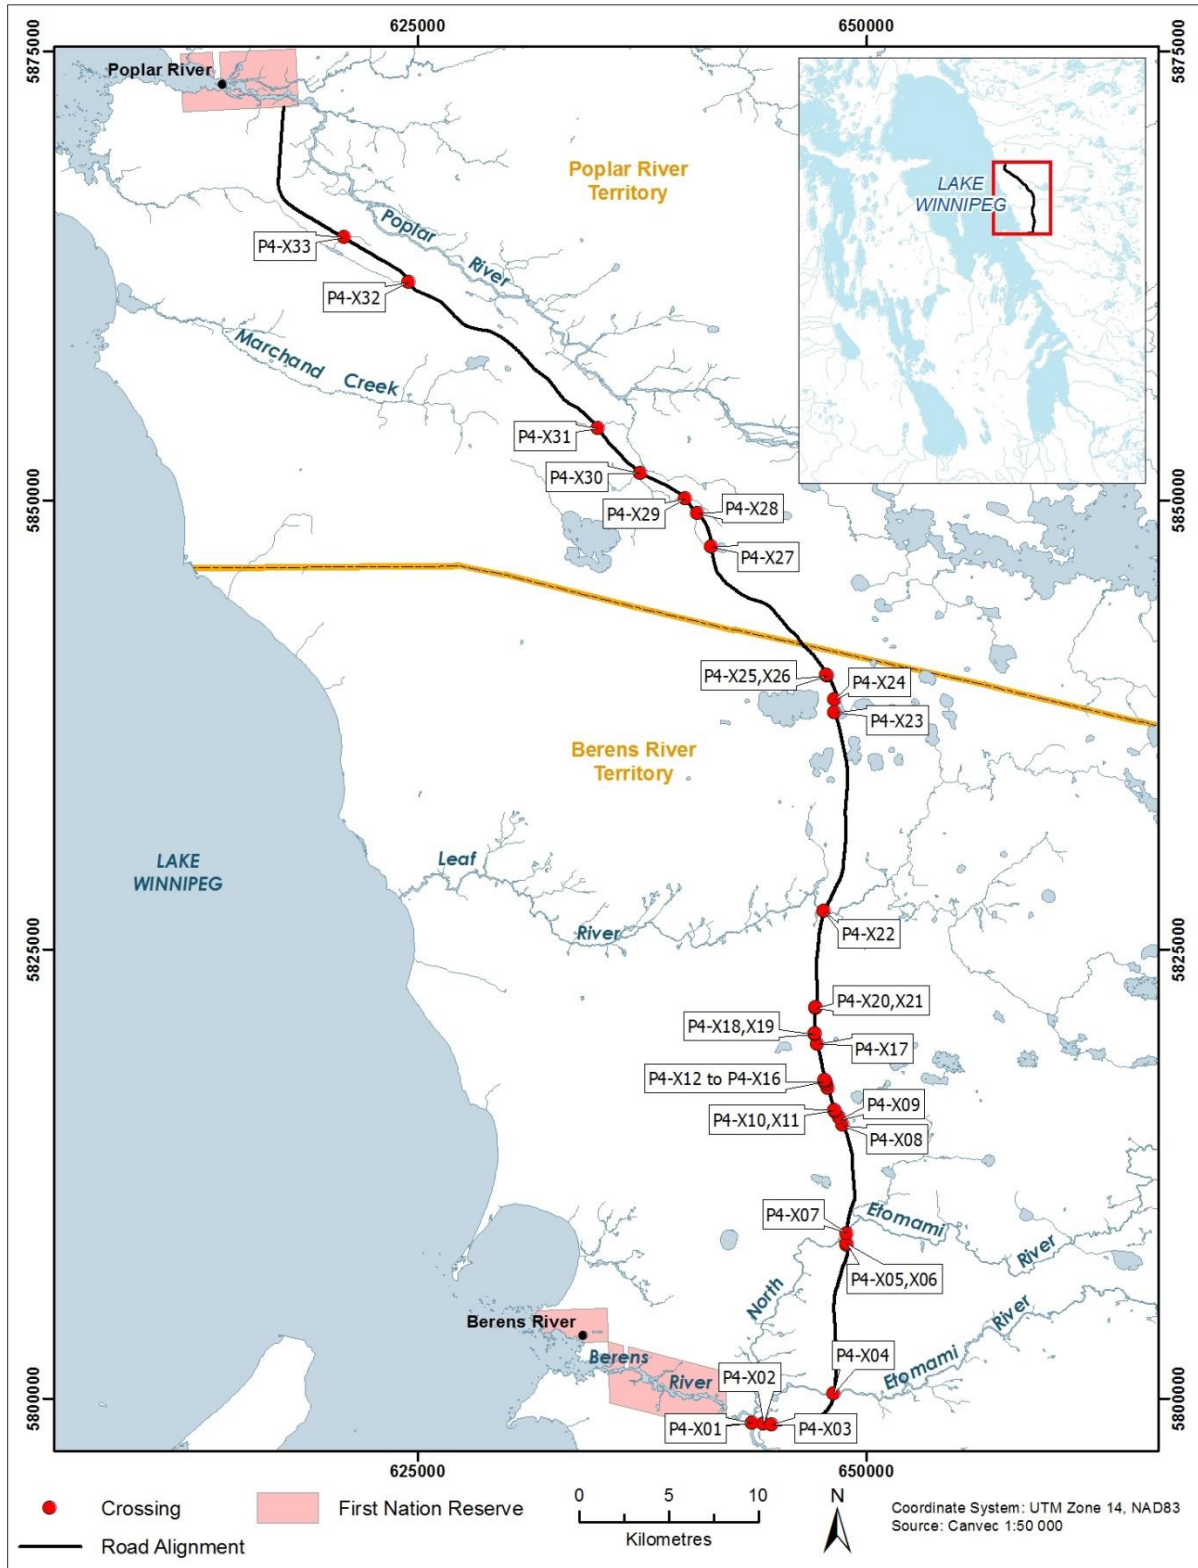 625000
650000
5875000
5875000
Poplar River
Poplar River
Territory
LAKE
WINNIPEG
Poplar
River
P4-X33
P4-X32
Marchand Creek
P4-X31
P4-X30
P4-X29
P4-X28
P4-X27
5850000
5850000
P4-X25,X26
P4-X24
P4-X23
Berens River
Territory
LAKE
WINNIPEG
Leaf
River
P4-X22
5825000
5825000
P4-X20,X21
P4-X18,X19
P4-X17
P4-X12 to P4-X16
P4-X09
P4-X10,X11
P4-X08
P4-X07
Etomami
River
P4-X05,X06
North
River
Etomami
Berens River
Berens
River
P4-X04
P4-X02
P4-X01
P4-X03
5800000
5800000
625000
650000
Crossing
First Nation Reserve
Road Alignment
0 5 10
Kilometres
N
Coordinate System: UTM Zone 14, NAD83
Source: Canvec 1:50 000